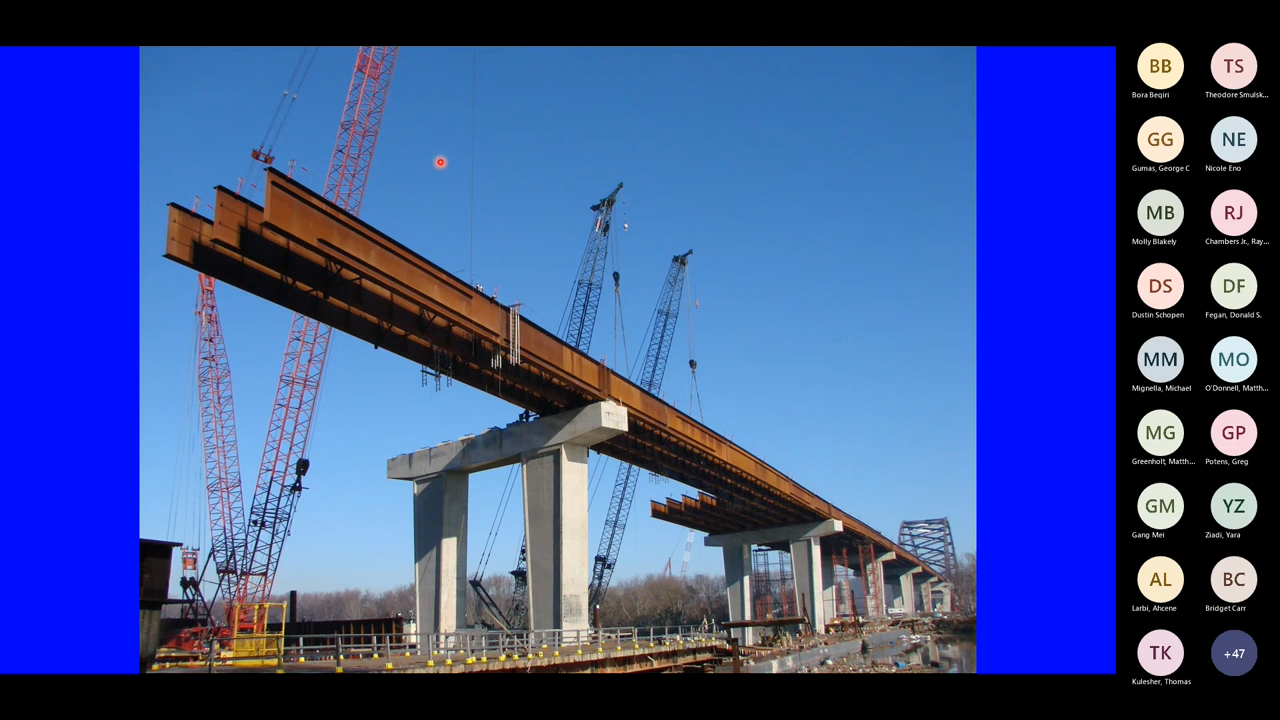 BB
TS
Bora Beqiri
Theodore Smulsk...
GG
NE
Gumas, George C
Nicole Eno
MB
RJ
Molly Blakely
Chambers Jr., Ray...
DS
DF
Dustin Schopen
Fegan, Donald S.
MM
MO
Mignella, Michael
O'Donnell, Matth...
MG
GP
Greenholt, Matth...
Potens, Greg
GM
YZ
Gang Mei
Ziadi, Yara
AL
BC
Larbi, Ahcene
Bridget Carr
TK
+47
Kulesher, Thomas